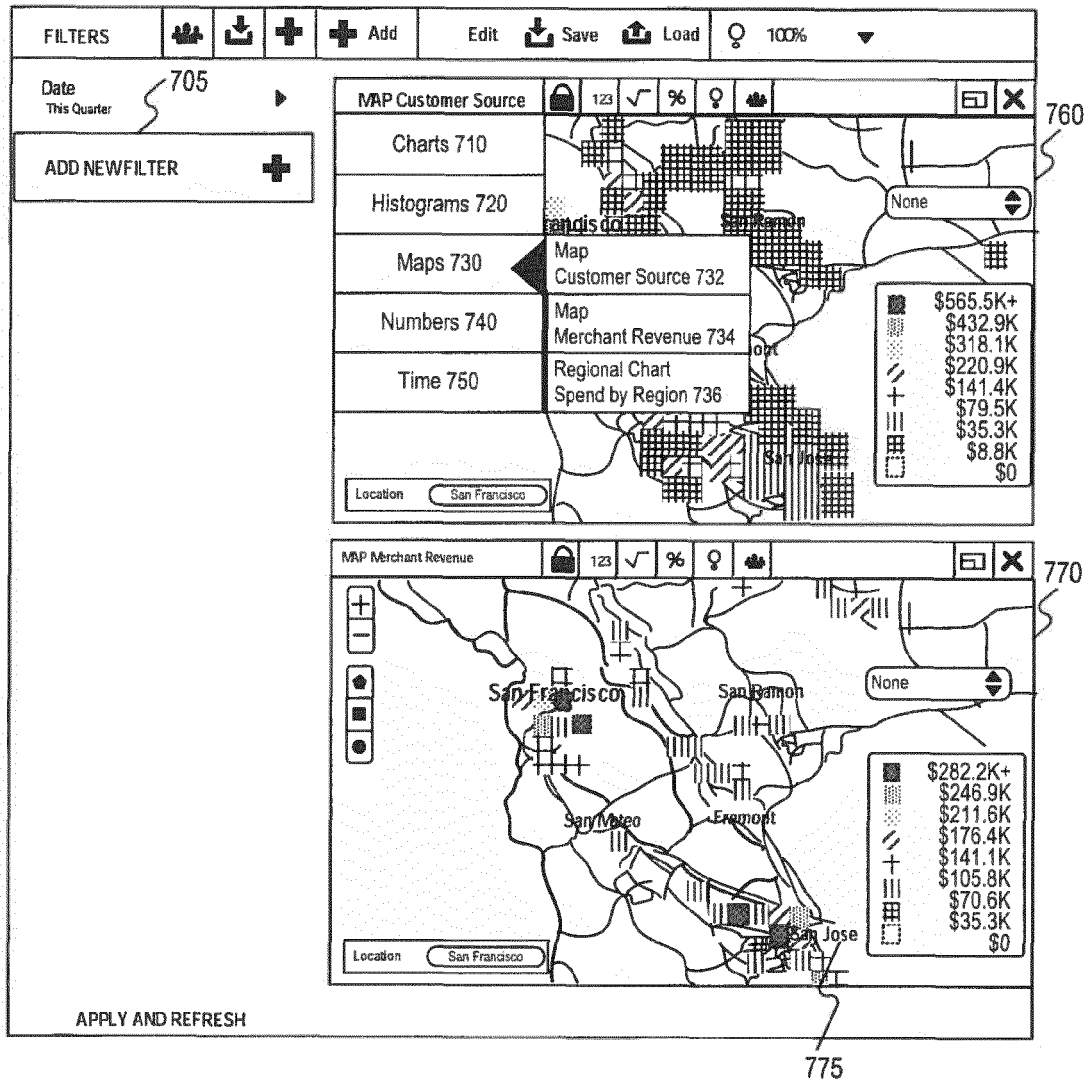 FILTERS Add Edit Save Load 100%
Date
This Quarter
705
ADD NEWFILTER
MAP Customer Source 123 √ %
760
Charts 710
Histograms 720
Maps 730
Numbers 740
Time 750
Map
Customer Source 732
Map
Merchant Revenue 734
Regional Chart
Spend by Region 736
None
San Ramon
San Jose
$565.5K+
$432.9K
$318.1K
$220.9K
$141.4K
$79.5K
$35.3K
$8.8K
$0
Location San Francisco
MAP Merchant Revenue 123 √ %
770
None
San Francisco
San Ramon
San Mateo
Fremont
San Jose
$282.2K+
$246.9K
$211.6K
$176.4K
$141.1K
$105.8K
$70.6K
$35.3K
$0
Location San Francisco
APPLY AND REFRESH
775